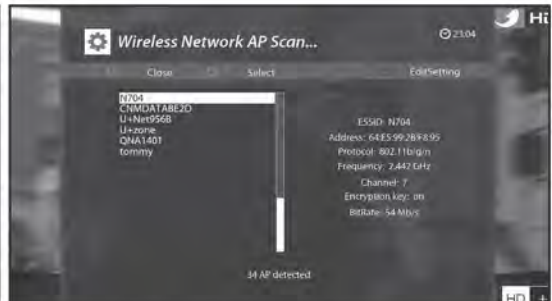 Wireless Network AP Scan...
23:04
Hi
Close
Select
EditSetting
N704
CNMDATABE2D
U+Net956B
U+zone
QNA1401
tommy
ESSID: N704
Address: 64:E5:99:2B:F8:95
Protocol: 802.11b/g/n
Frequency: 2.442 GHz
Channel: 7
Encryption key: on
BitRate: 54 Mb/s
34 AP detected
HD